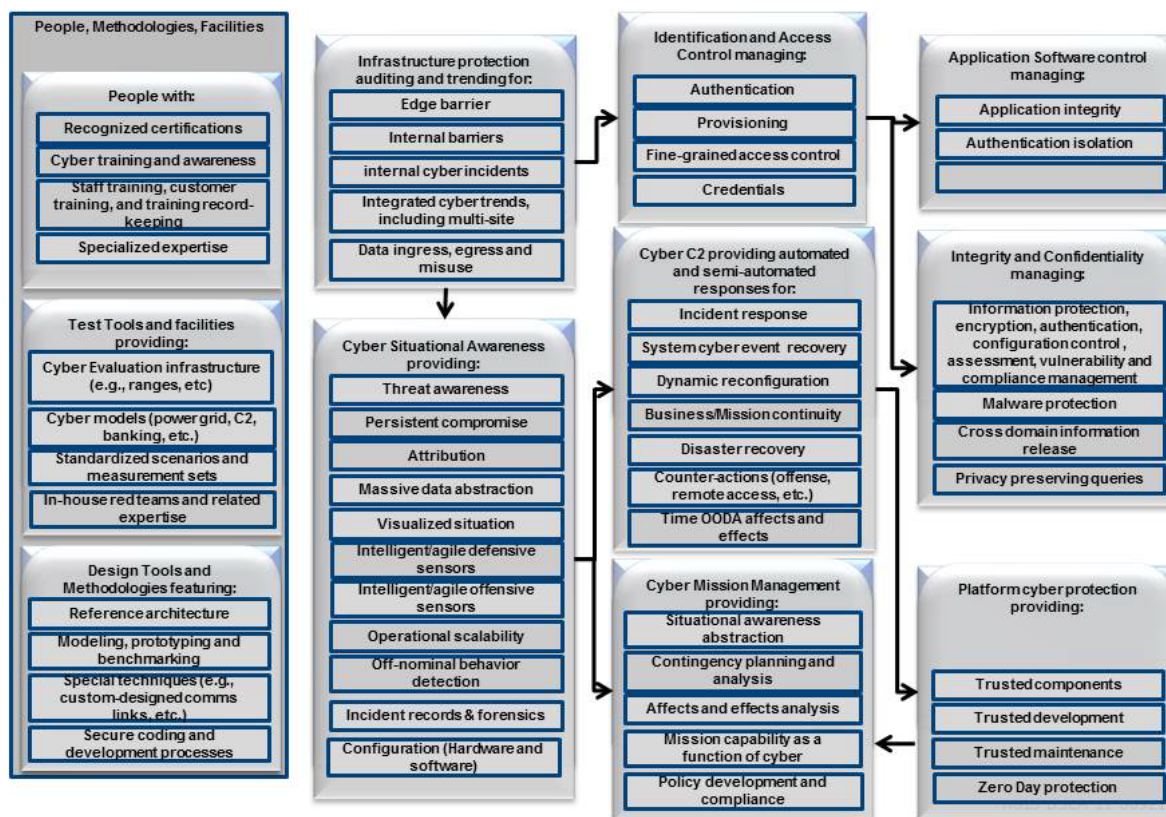 People, Methodologies, Facilities
People with:
Recognized certifications
Cyber training and awareness
Staff training, customer
training, and training record-
keeping
Specialized expertise
Test Tools and facilities
providing:
Cyber Evaluation infrastructure
(e.g., ranges, etc)
Cyber models (power grid, C2,
banking, etc.)
Standardized scenarios and
measurement sets
In-house red teams and related
expertise
Design Tools and
Methodologies featuring:
Reference architecture
Modeling, prototyping and
benchmarking
Special techniques (e.g.,
custom-designed comms
links, etc.)
Secure coding and
development processes
Infrastructure protection
auditing and trending for:
Edge barrier
Internal barriers
internal cyber incidents
Integrated cyber trends,
including multi-site
Data ingress, egress and
misuse
Cyber Situational Awareness
providing:
Threat awareness
Persistent compromise
Attribution
Massive data abstraction
Visualized situation
Intelligent/agile defensive
sensors
Intelligent/agile offensive
sensors
Operational scalability
Off-nominal behavior
detection
Incident records & forensics
Configuration (Hardware and
software)
Identification and Access
Control managing:
Authentication
Provisioning
Fine-grained access control
Credentials
Cyber C2 providing automated
and semi-automated
responses for:
Incident response
System cyber event recovery
Dynamic reconfiguration
Business/Mission continuity
Disaster recovery
Counter-actions (offense,
remote access, etc.)
Time OODA affects and
effects
Cyber Mission Management
providing:
Situational awareness
abstraction
Contingency planning and
analysis
Affects and effects analysis
Mission capability as a
function of cyber
Policy development and
compliance
Application Software control
managing:
Application integrity
Authentication isolation
Integrity and Confidentiality
managing:
Information protection,
encryption, authentication,
configuration control ,
assessment, vulnerability and
compliance management
Malware protection
Cross domain information
release
Privacy preserving queries
Platform cyber protection
providing:
Trusted components
Trusted development
Trusted maintenance
Zero Day protection